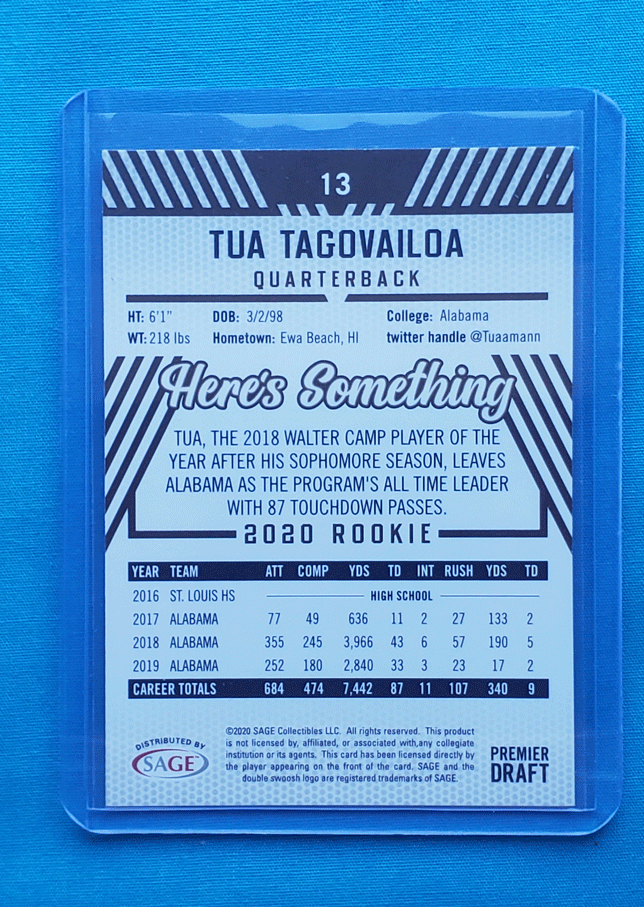 13
TUA TAGOVAILOA
QUARTERBACK
HT: 6'1" DOB: 3/2/98 College: Alabama
WT: 218 lbs Hometown: Ewa Beach, HI twitter handle @Tuaamann
Here's Something
TUA, THE 2018 WALTER CAMP PLAYER OF THE
YEAR AFTER HIS SOPHOMORE SEASON, LEAVES
ALABAMA AS THE PROGRAM'S ALL TIME LEADER
WITH 87 TOUCHDOWN PASSES.
2020 ROOKIE
YEAR TEAM ATT COMP YDS TD INT RUSH YDS TD
2016 ST. LOUIS HS HIGH SCHOOL
2017 ALABAMA 77 49 636 11 2 27 133 2
2018 ALABAMA 355 245 3,966 43 6 57 190 5
2019 ALABAMA 252 180 2,840 33 3 23 17 2
CAREER TOTALS 684 474 7,442 87 11 107 340 9
DISTRIBUTED BY
SAGE™
©2020 SAGE Collectibles LLC. All rights reserved. This product
is not licensed by, affiliated, or associated with,any collegiate
institution or its agents. This card has been licensed directly by
the player appearing on the front of the card. SAGE and the
double swoosh logo are registered trademarks of SAGE.
PREMIER
DRAFT